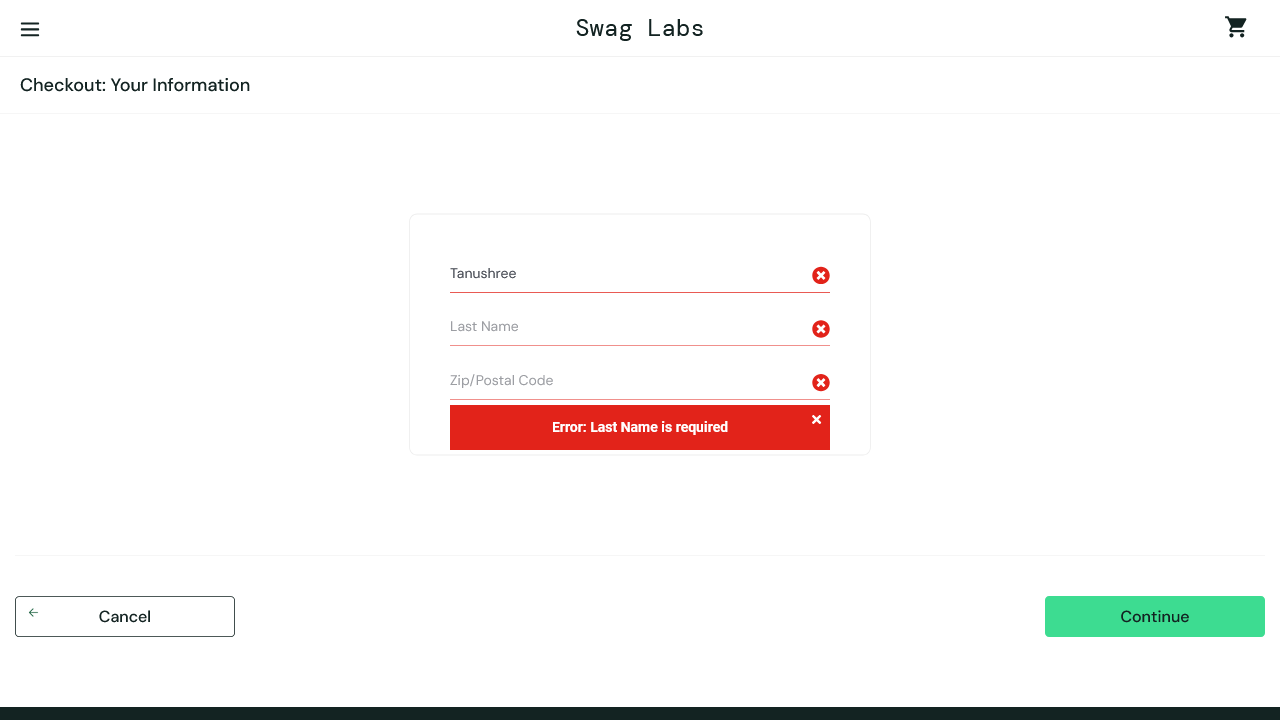 Swag Labs
Checkout: Your Information
Tanushree
Last Name
Zip/Postal Code
Error: Last Name is required
Cancel
Continue